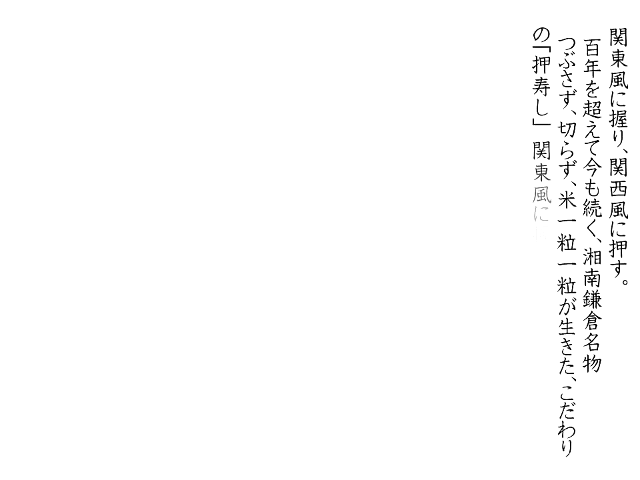 関東風に握り、関西風に押す。
百年を超えて今も続く、湘南鎌倉名物
つぶさず、切らず、米一粒一粒が生きた、こだわり
の「押寿し」 関東風に